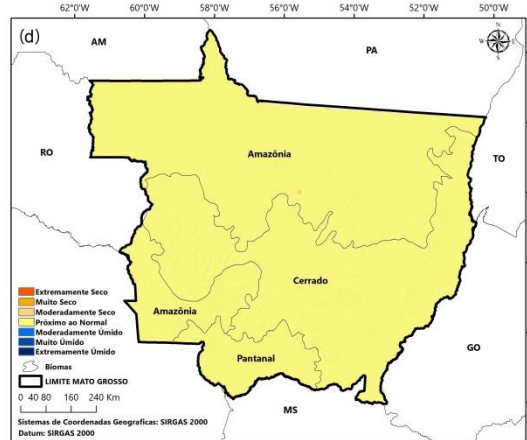 62°0'W 60°0'W 58°0'W 56°0'W 54°0'W 52°0'W 50°0'W
(d)
AM
PA
N
W E
S
Amazônia
RO
TO
Cerrado
Extremamente Seco
Muito Seco
Moderadamente Seco
Próximo ao Normal
Moderadamente Úmido
Muito Úmido
Extremamente Úmido
Biomas
LIMITE MATO GROSSO
0 40 80 160 240 Km
Amazônia
Pantanal
GO
MS
Sistemas de Coordenadas Geograficas: SIRGAS 2000
Datum: SIRGAS 2000